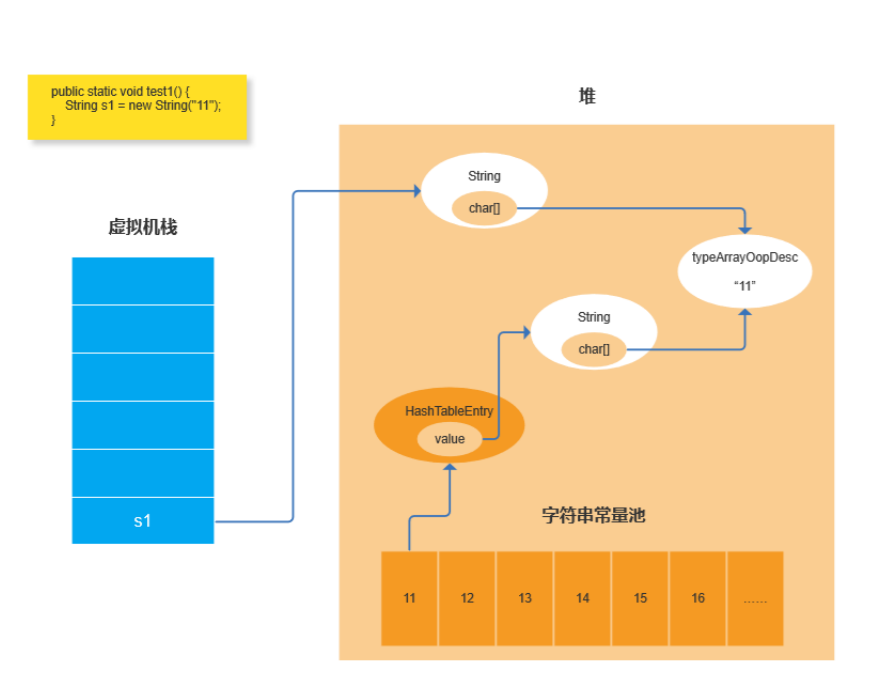 public static void test1() {
String s1 = new String("11");
}
堆
虚拟机栈
String
char[]
typeArrayOopDesc
“11”
String
char[]
HashTableEntry
value
s1
字符串常量池
11 12 13 14 15 16 ......